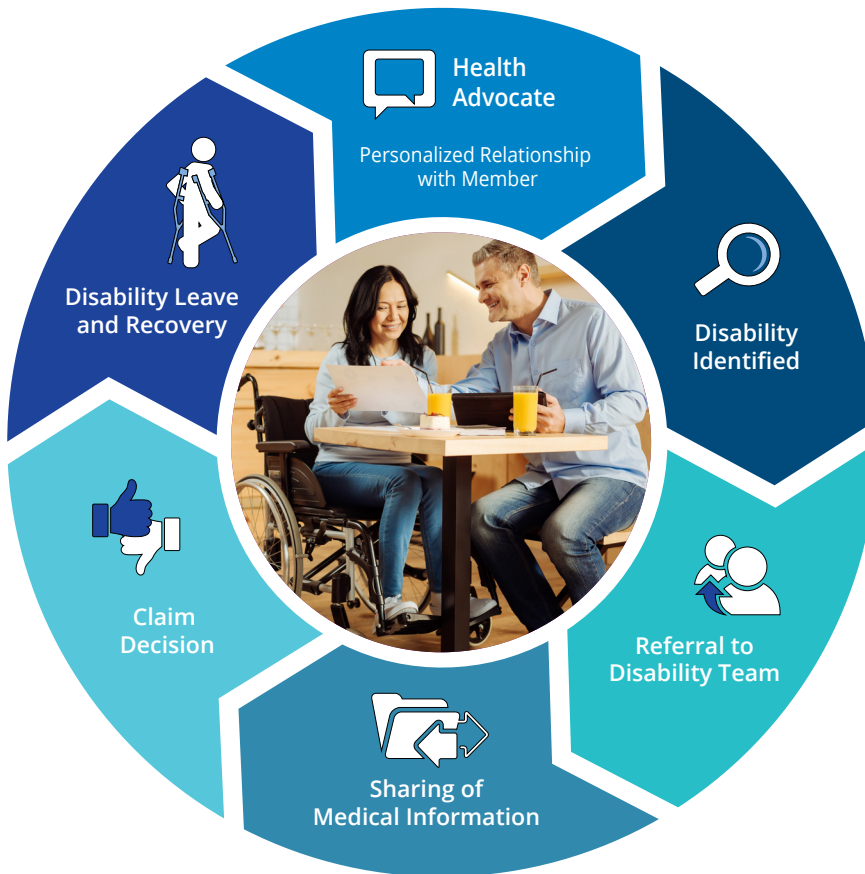 Health
Advocate
Personalized Relationship
with Member
Disability
Identified
Referral to
Disability Team
Sharing of
Medical Information
Claim
Decision
Disability Leave
and Recovery